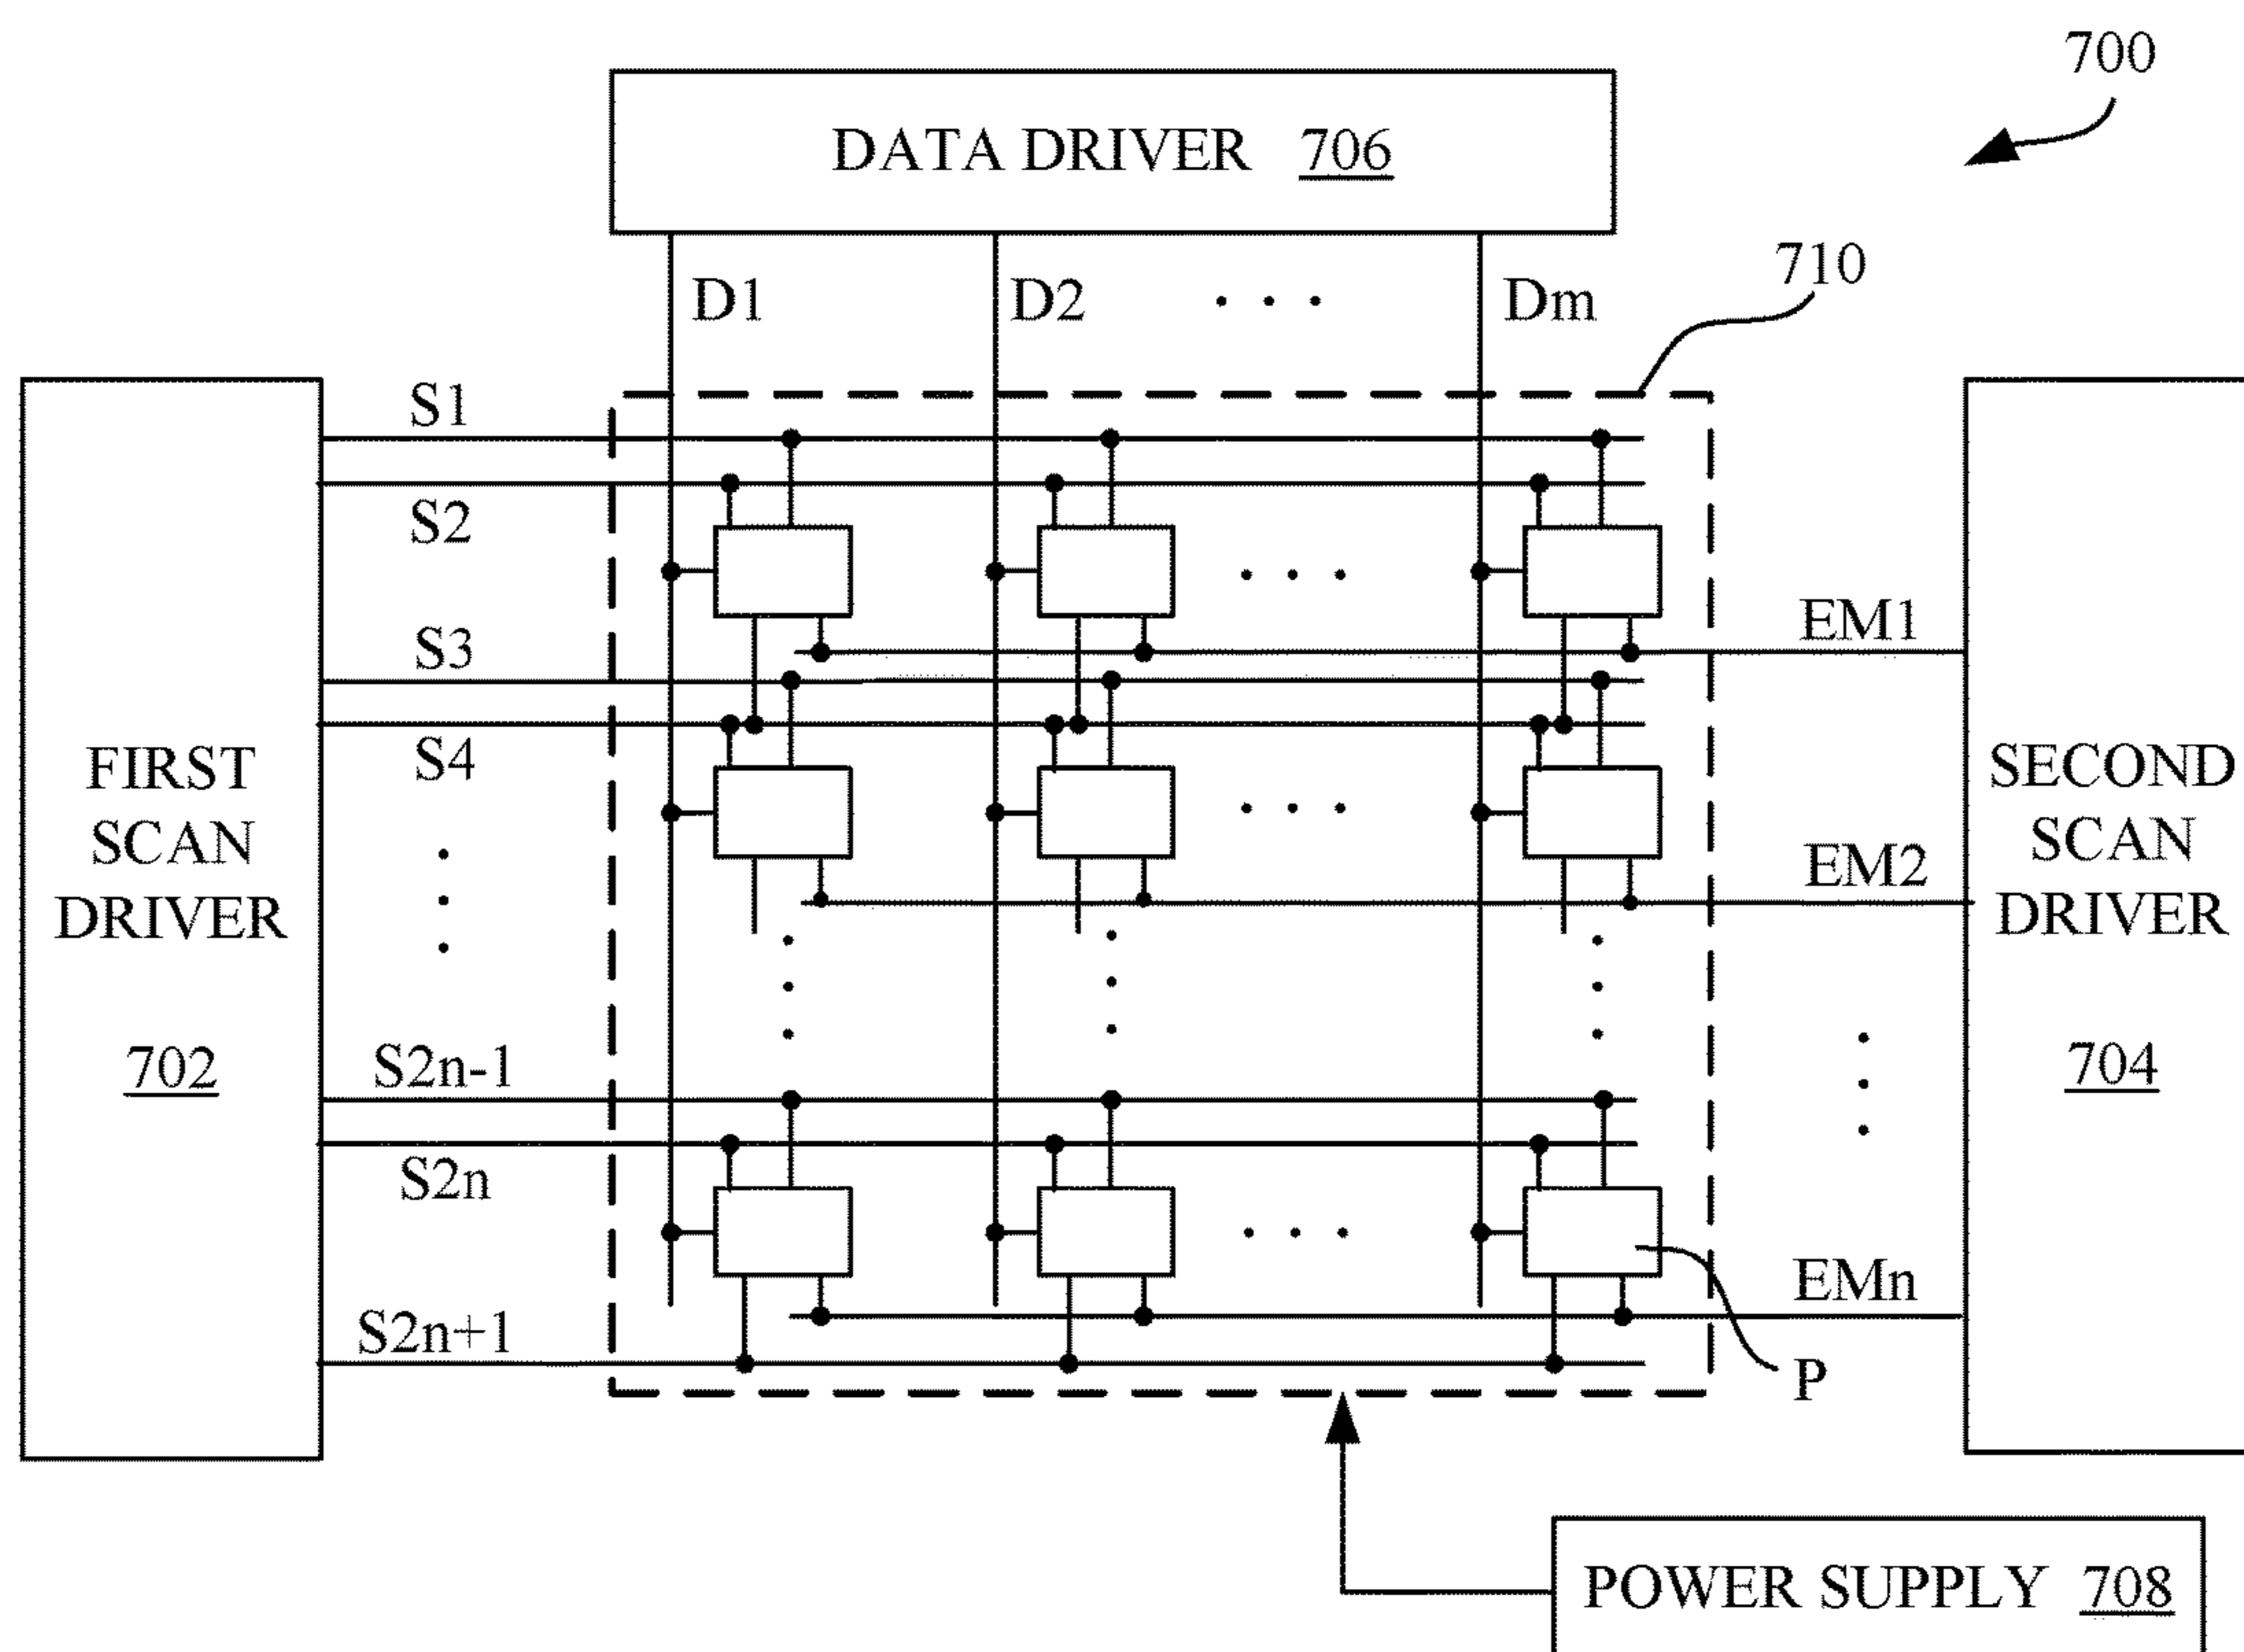 700
DATA DRIVER 706
710
D1 D2 . . . Dm
S1
S2
S3
S4
S2n-1
S2n
S2n+1
FIRST
SCAN
DRIVER
702
EM1
EM2
EMn
P
SECOND
SCAN
DRIVER
704
POWER SUPPLY 708